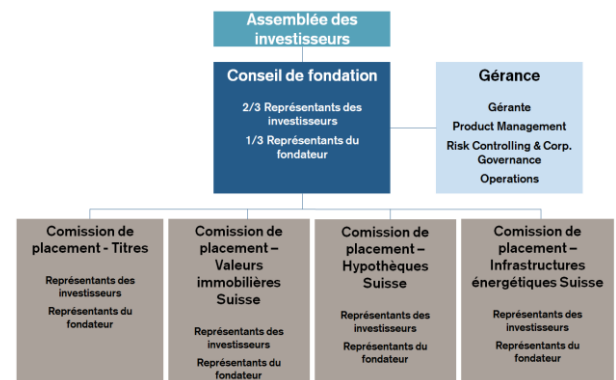 Assemblée des
investisseurs
Conseil de fondation
2/3 Représentants des
investisseurs
1/3 Représentants du
fondateur
Gérance
Gérante
Product Management
Risk Controlling & Corp.
Governance
Operations
Comission de
placement - Titres
Représentants des
investisseurs
Représentants du
fondateur
Comission de
placement –
Valeurs
immobilières
Suisse
Représentants des
investisseurs
Représentants du
fondateur
Comission de
placement –
Hypothèques
Suisse
Représentants des
investisseurs
Représentants du
fondateur
Comission de
placement –
Infrastructures
énergétiques Suisse
Représentants des
investisseurs
Représentants du
fondateur